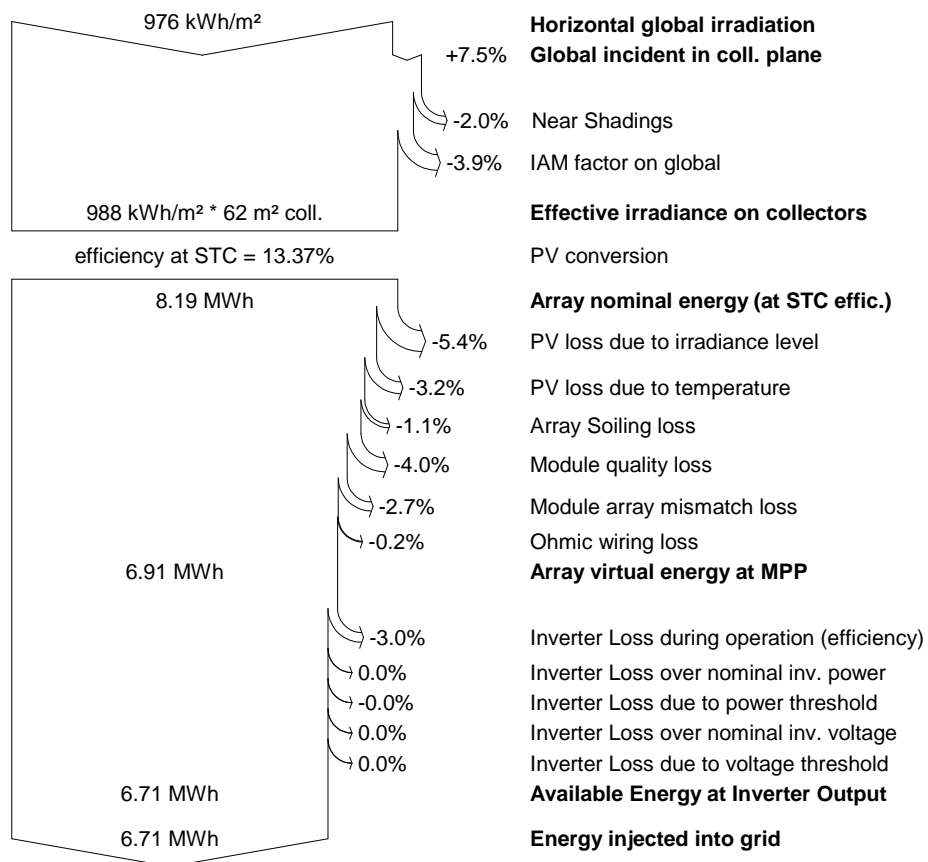 976 kWh/m² Horizontal global irradiation
+7.5% Global incident in coll. plane
-2.0% Near Shadings
-3.9% IAM factor on global
988 kWh/m² * 62 m² coll. Effective irradiance on collectors
efficiency at STC = 13.37% PV conversion
8.19 MWh Array nominal energy (at STC effic.)
-5.4% PV loss due to irradiance level
-3.2% PV loss due to temperature
-1.1% Array Soiling loss
-4.0% Module quality loss
-2.7% Module array mismatch loss
-0.2% Ohmic wiring loss
6.91 MWh Array virtual energy at MPP
-3.0% Inverter Loss during operation (efficiency)
0.0% Inverter Loss over nominal inv. power
-0.0% Inverter Loss due to power threshold
0.0% Inverter Loss over nominal inv. voltage
0.0% Inverter Loss due to voltage threshold
6.71 MWh Available Energy at Inverter Output
6.71 MWh Energy injected into grid